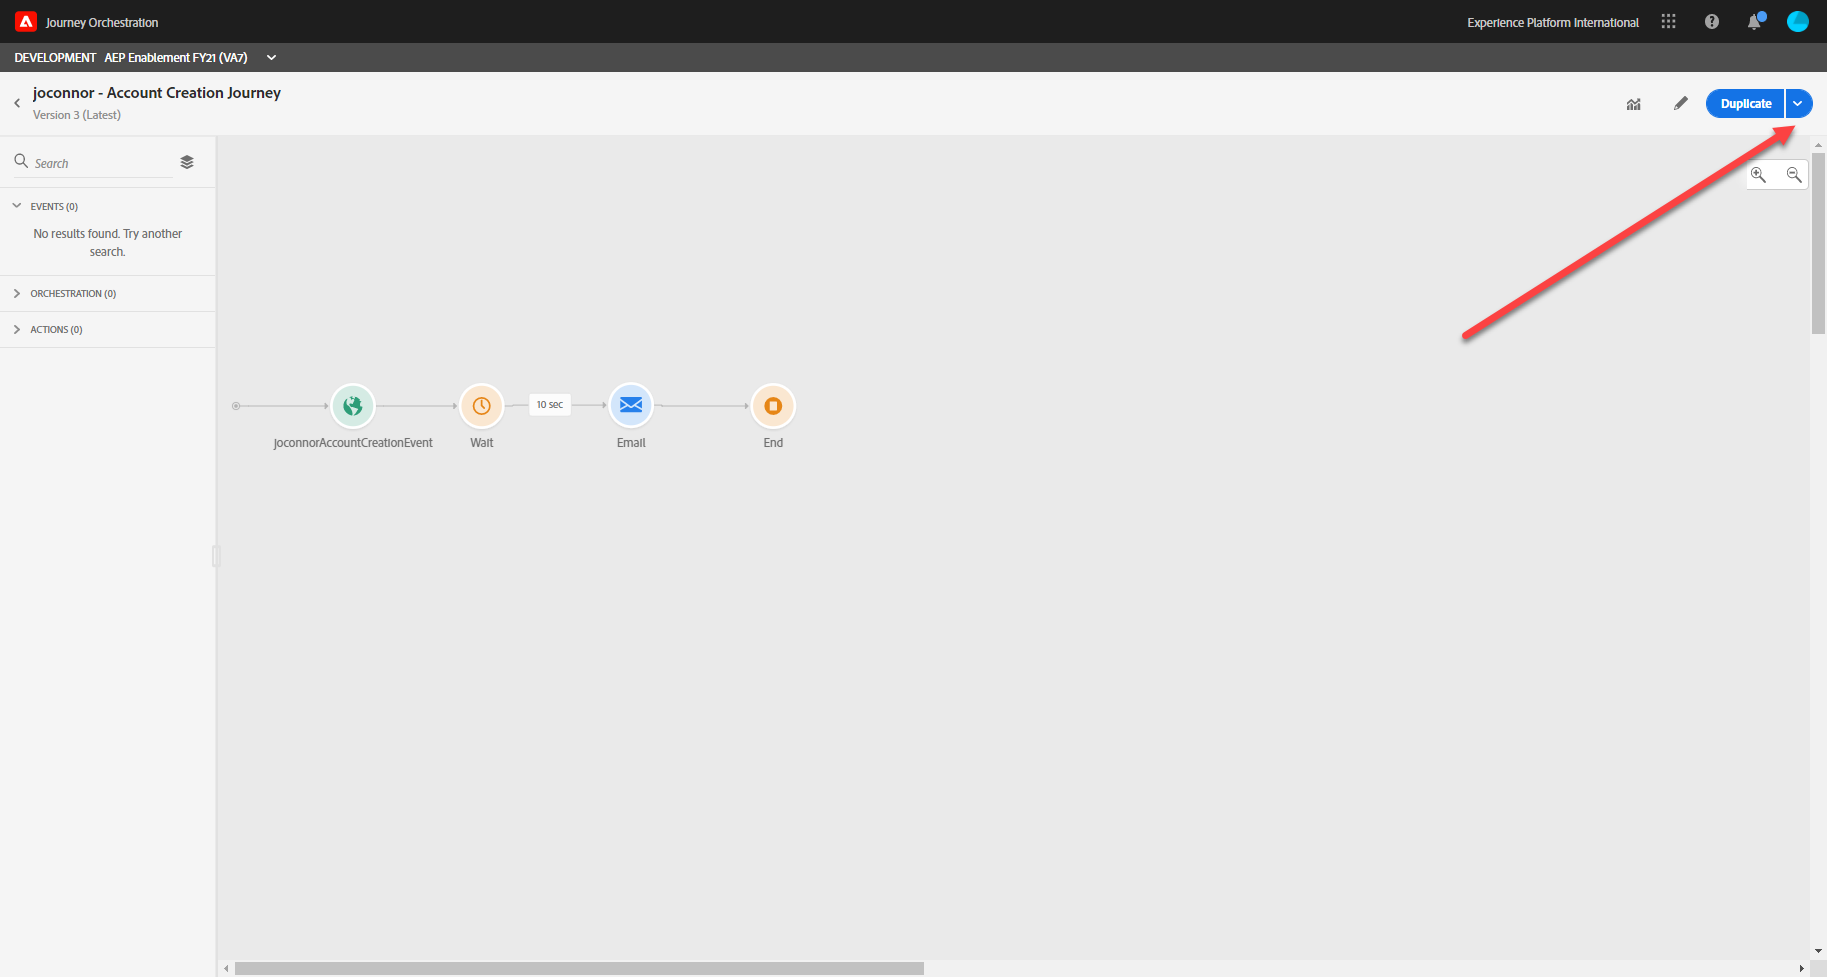 Journey Orchestration
Experience Platform International
DEVELOPMENT AEP Enablement FY21 (VA7)
joconnor - Account Creation Journey
Version 3 (Latest)
Duplicate
Search
EVENTS (0)
No results found. Try another
search.
ORCHESTRATION (0)
ACTIONS (0)
10 sec
joconnorAccountCreationEvent
Wait
Email
End